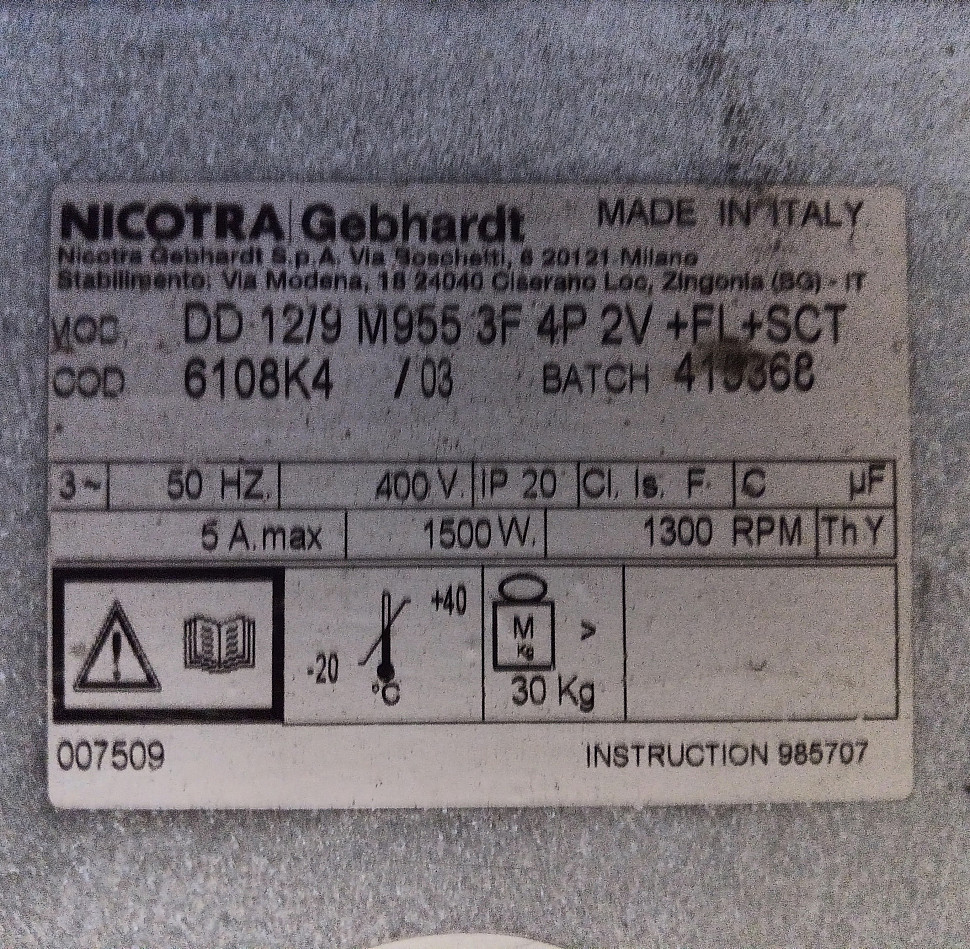 NICOTRA | Gebhardt MADE IN ITALY
Nicotra Gebhardt S.p.A. Via Soschetti, 6 20121 Milano
Stabilimento: Via Modena, 18 24040 Ciserano Loc, Zingonia (BG) - IT
MOD. DD 12/9 M955 3F 4P 2V +FL+SCT
COD 6108K4 /03 BATCH
3~ 50 HZ. 400 V. IP 20 Cl. Is. F. C µF
5 A.max 1500 W. 1300 RPM Th Y
-20 +40 °C M Kg > 30 Kg
007509 INSTRUCTION 985707